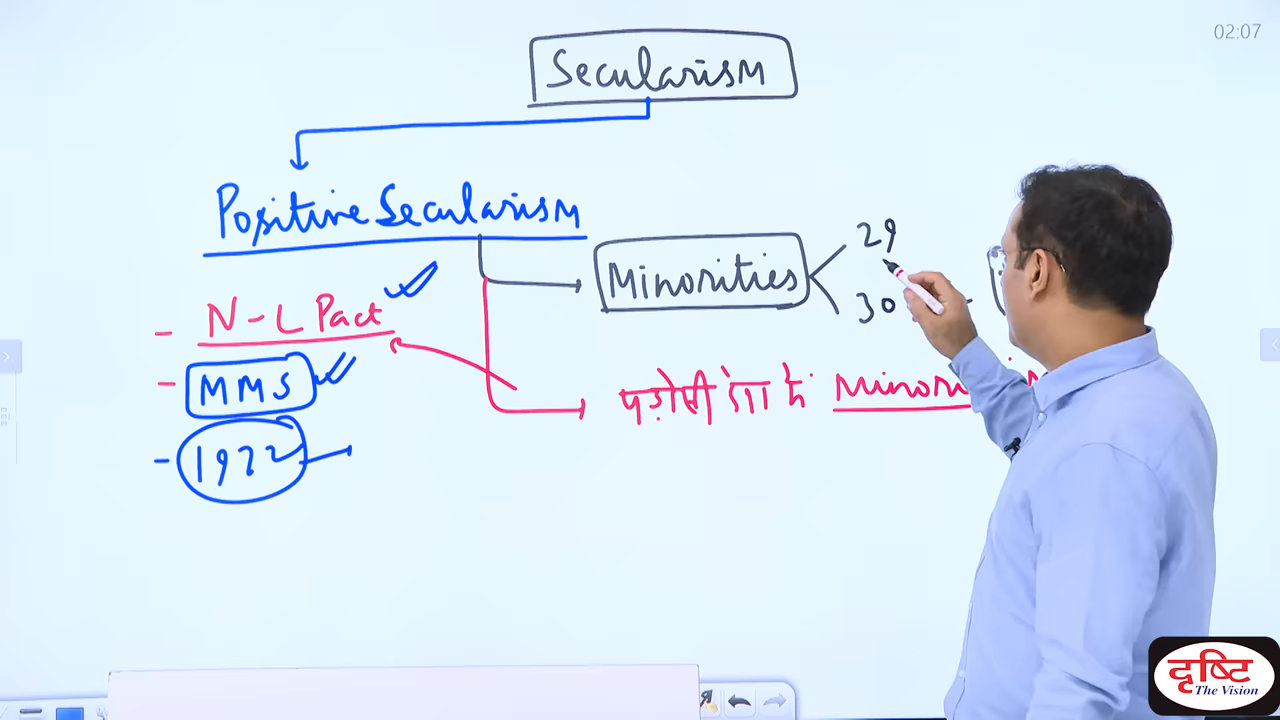 02:07
Secularism
Positive Secularism
Minorities
29
30
- N-L Pact
- MMS
- 1922
पड़ोसी देश के Minori
दृष्टि
The Vision